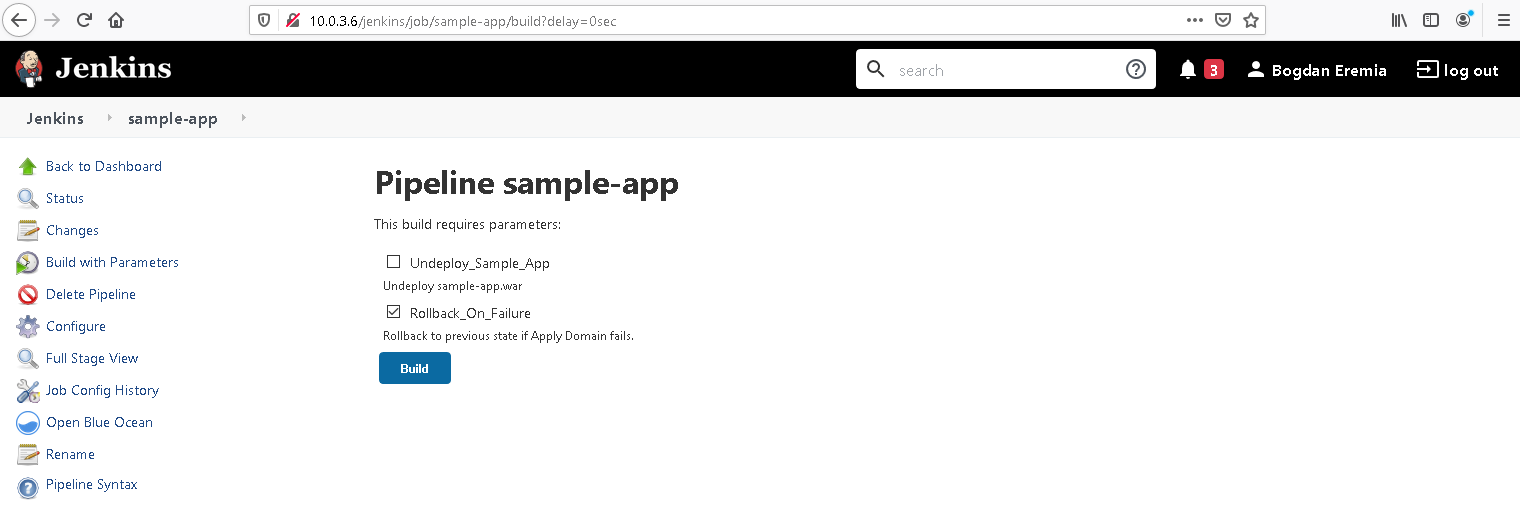 10.0.3.6/jenkins/job/sample-app/build?delay=0sec
Jenkins
search
3
Bogdan Eremia
log out
Jenkins
sample-app
Back to Dashboard
Status
Changes
Build with Parameters
Delete Pipeline
Configure
Full Stage View
Job Config History
Open Blue Ocean
Rename
Pipeline Syntax
Pipeline sample-app
This build requires parameters:
Undeploy_Sample_App
Undeploy sample-app.war
Rollback_On_Failure
Rollback to previous state if Apply Domain fails.
Build